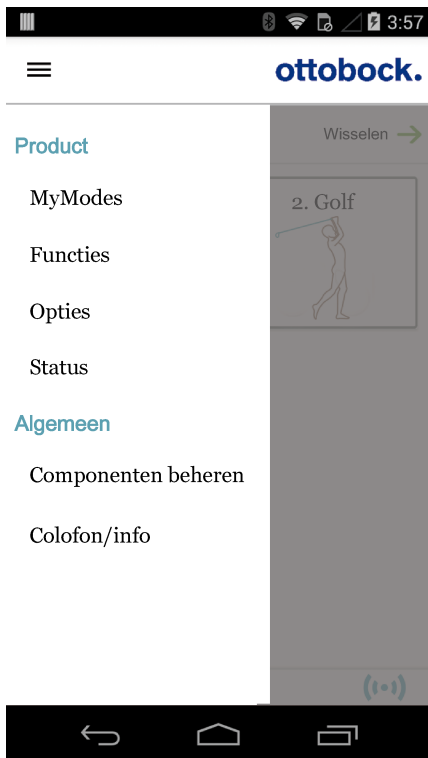 3:57
ottobock.
Wisselen
Product
MyModes
2. Golf
Functies
Opties
Status
Algemeen
Componenten beheren
Colofon/info